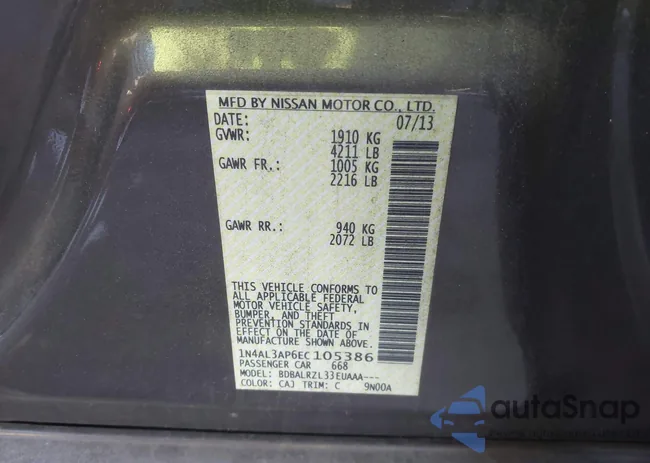 MFD BY NISSAN MOTOR CO., LTD.
DATE: 07/13
GVWR: 1910 KG
4211 LB
GAWR FR.: 1005 KG
2216 LB
GAWR RR.: 940 KG
2072 LB
THIS VEHICLE CONFORMS TO
ALL APPLICABLE FEDERAL
MOTOR VEHICLE SAFETY,
BUMPER, AND THEFT
PREVENTION STANDARDS IN
EFFECT ON THE DATE OF
MANUFACTURE SHOWN ABOVE.
1N4AL3AP6EC105386
PASSENGER CAR 668
MODEL: BDBALRZL33EUAAA---
COLOR: CAJ TRIM: C 9N00A
autaSnap